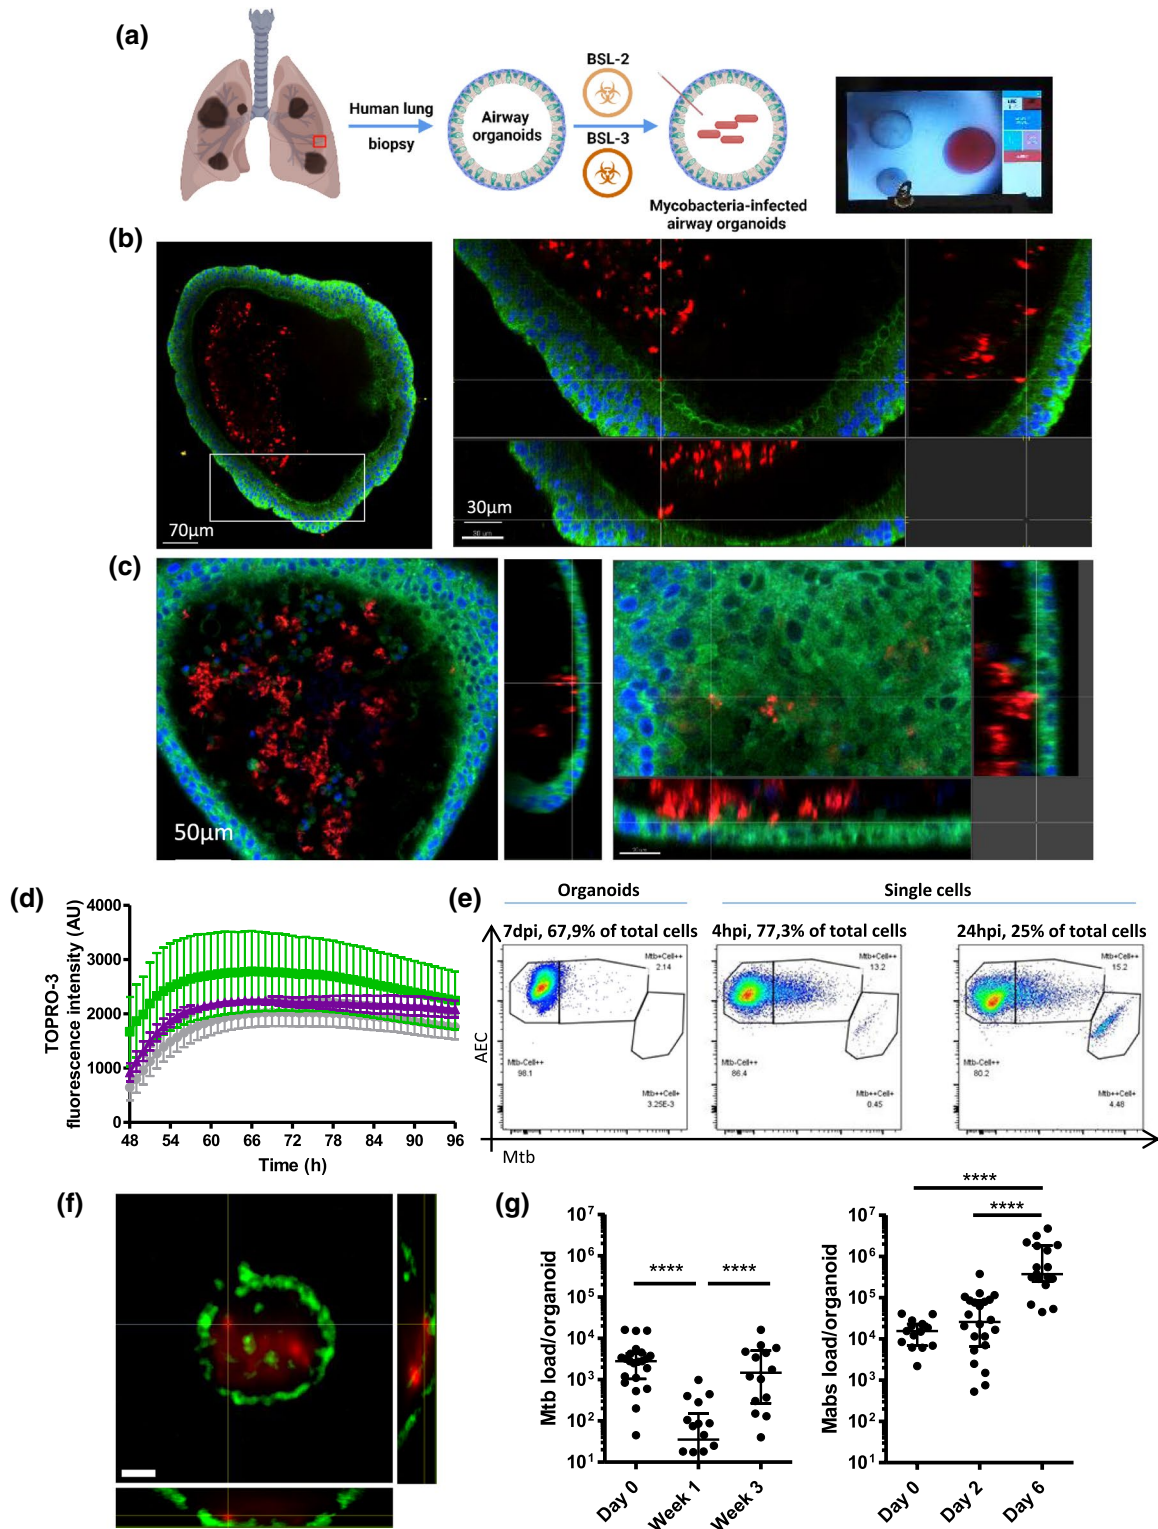 (a)
Human lung
biopsy
Airway
organoids
BSL-2
BSL-3
Mycobacteria-infected
airway organoids
(b)
70µm
30µm
(c)
50µm
(d)
TOPRO-3
fluorescence intensity (AU)
4000
3000
2000
1000
0
48 54 60 66 72 78 84 90 96
Time (h)
(e)
Organoids
Single cells
7dpi, 67,9% of total cells
4hpi, 77,3% of total cells
24hpi, 25% of total cells
Mtb+Cell++
2.14
Mtb-Cell++
98.1
Mtb++Cell+
3.25E-3
Mtb+Cell++
13.2
Mtb-Cell++
86.4
Mtb++Cell+
0.45
Mtb+Cell++
15.2
Mtb-Cell++
80.2
Mtb++Cell+
4.48
AEC
Mtb
(f)
(g)
Mtb load/organoid
10⁷
10⁶
10⁵
10⁴
10³
10²
10¹
**** ****
Day 0 Week 1 Week 3
Mabs load/organoid
10⁷
10⁶
10⁵
10⁴
10³
10²
10¹
****
****
Day 0 Day 2 Day 6